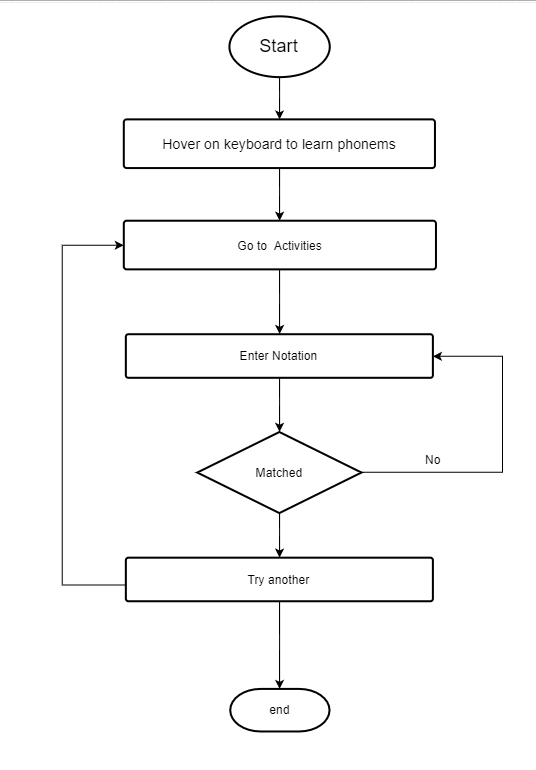 Start
Hover on keyboard to learn phonems
Go to Activities
Enter Notation
Matched
No
Try another
end